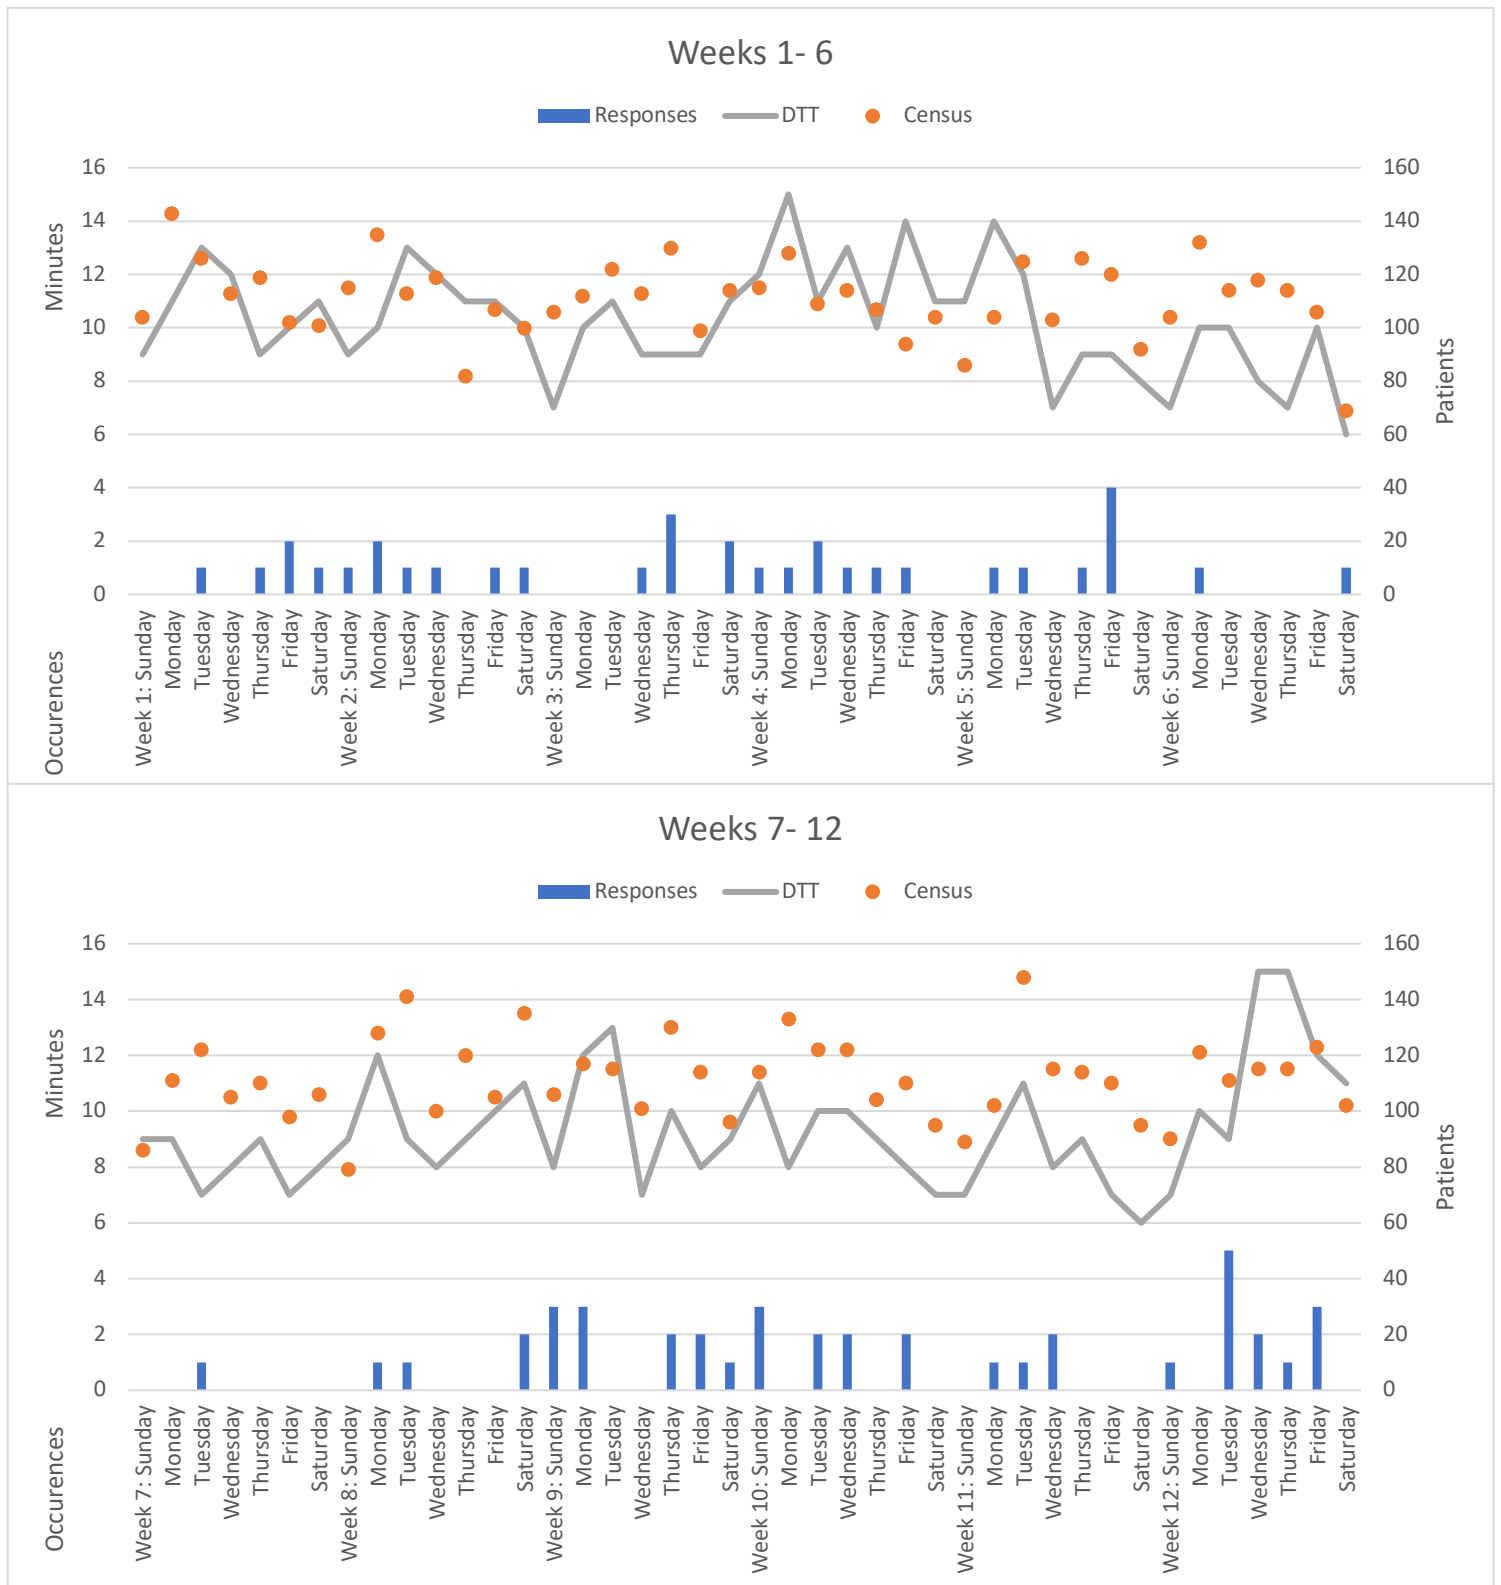 Weeks 1- 6
Responses DTT Census
Minutes
16
14
12
10
8
6
4
2
0
160
140
120
100
80
60
40
20
0
Patients
Occurences
Week 1: Sunday
Monday
Tuesday
Wednesday
Thursday
Friday
Saturday
Week 2: Sunday
Monday
Tuesday
Wednesday
Thursday
Friday
Saturday
Week 3: Sunday
Monday
Tuesday
Wednesday
Thursday
Friday
Saturday
Week 4: Sunday
Monday
Tuesday
Wednesday
Thursday
Friday
Saturday
Week 5: Sunday
Monday
Tuesday
Wednesday
Thursday
Friday
Saturday
Week 6: Sunday
Monday
Tuesday
Wednesday
Thursday
Friday
Saturday
Weeks 7- 12
Responses DTT Census
Minutes
16
14
12
10
8
6
4
2
0
160
140
120
100
80
60
40
20
0
Patients
Occurences
Week 7: Sunday
Monday
Tuesday
Wednesday
Thursday
Friday
Saturday
Week 8: Sunday
Monday
Tuesday
Wednesday
Thursday
Friday
Saturday
Week 9: Sunday
Monday
Tuesday
Wednesday
Thursday
Friday
Saturday
Week 10: Sunday
Monday
Tuesday
Wednesday
Thursday
Friday
Saturday
Week 11: Sunday
Monday
Tuesday
Wednesday
Thursday
Friday
Saturday
Week 12: Sunday
Monday
Tuesday
Wednesday
Thursday
Friday
Saturday